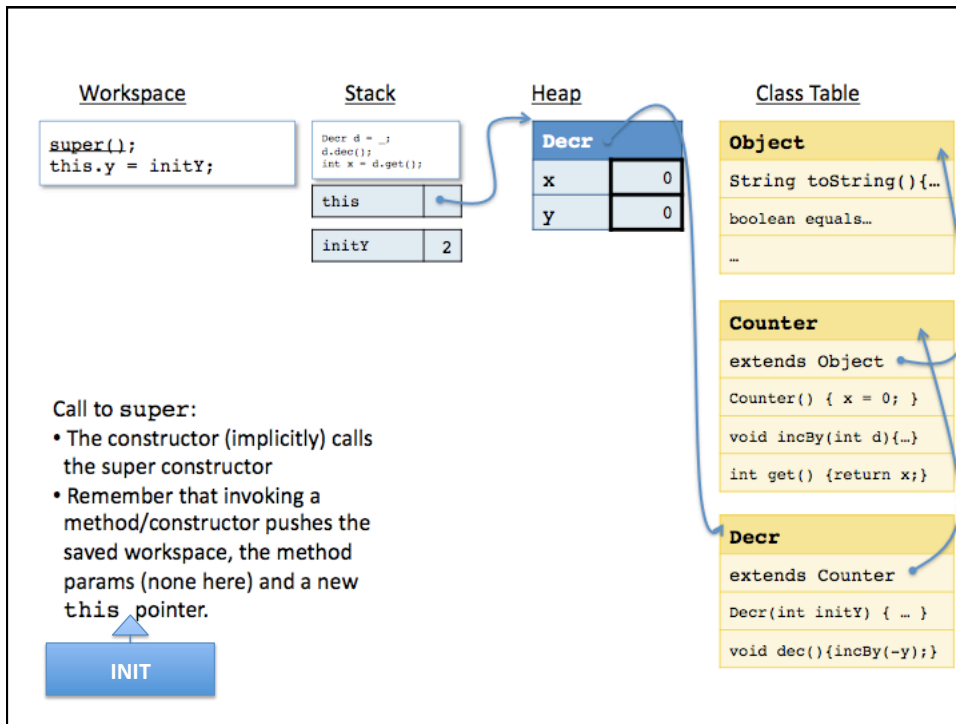 Workspace
super();
this.y = initY;
Stack
Decr d = _;
d.dec();
int x = d.get();
this
initY 2
Heap
Decr
x 0
y 0
Class Table
Object
String toString(){…
boolean equals…
…
Counter
extends Object
Counter() { x = 0; }
void incBy(int d){…}
int get() {return x;}
Decr
extends Counter
Decr(int initY) { … }
void dec(){incBy(-y);}
Call to super:
• The constructor (implicitly) calls
the super constructor
• Remember that invoking a
method/constructor pushes the
saved workspace, the method
params (none here) and a new
this pointer.
INIT